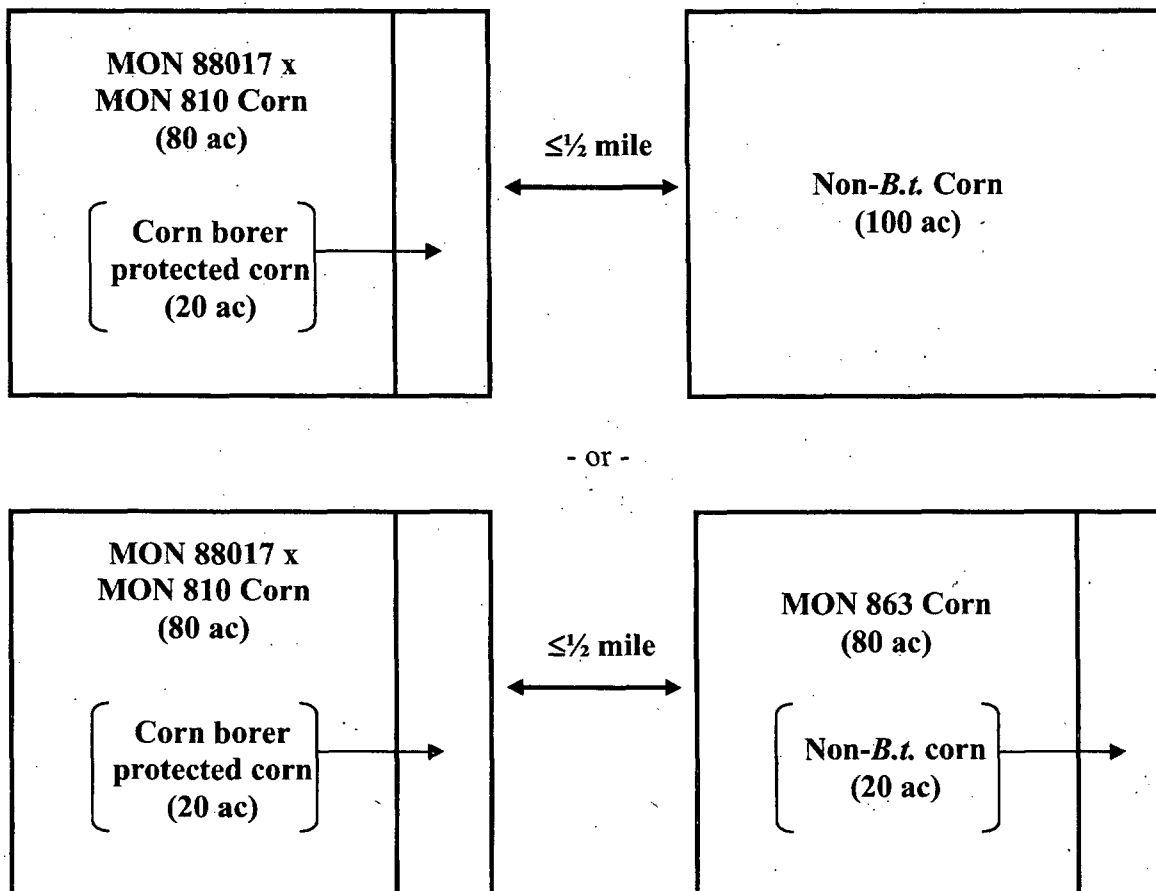 MON 88017 x
MON 810 Corn
(80 ac)
Corn borer
protected corn
(20 ac)
≤½ mile
Non-B.t. Corn
(100 ac)
- or -
MON 88017 x
MON 810 Corn
(80 ac)
Corn borer
protected corn
(20 ac)
≤½ mile
MON 863 Corn
(80 ac)
Non-B.t. corn
(20 ac)